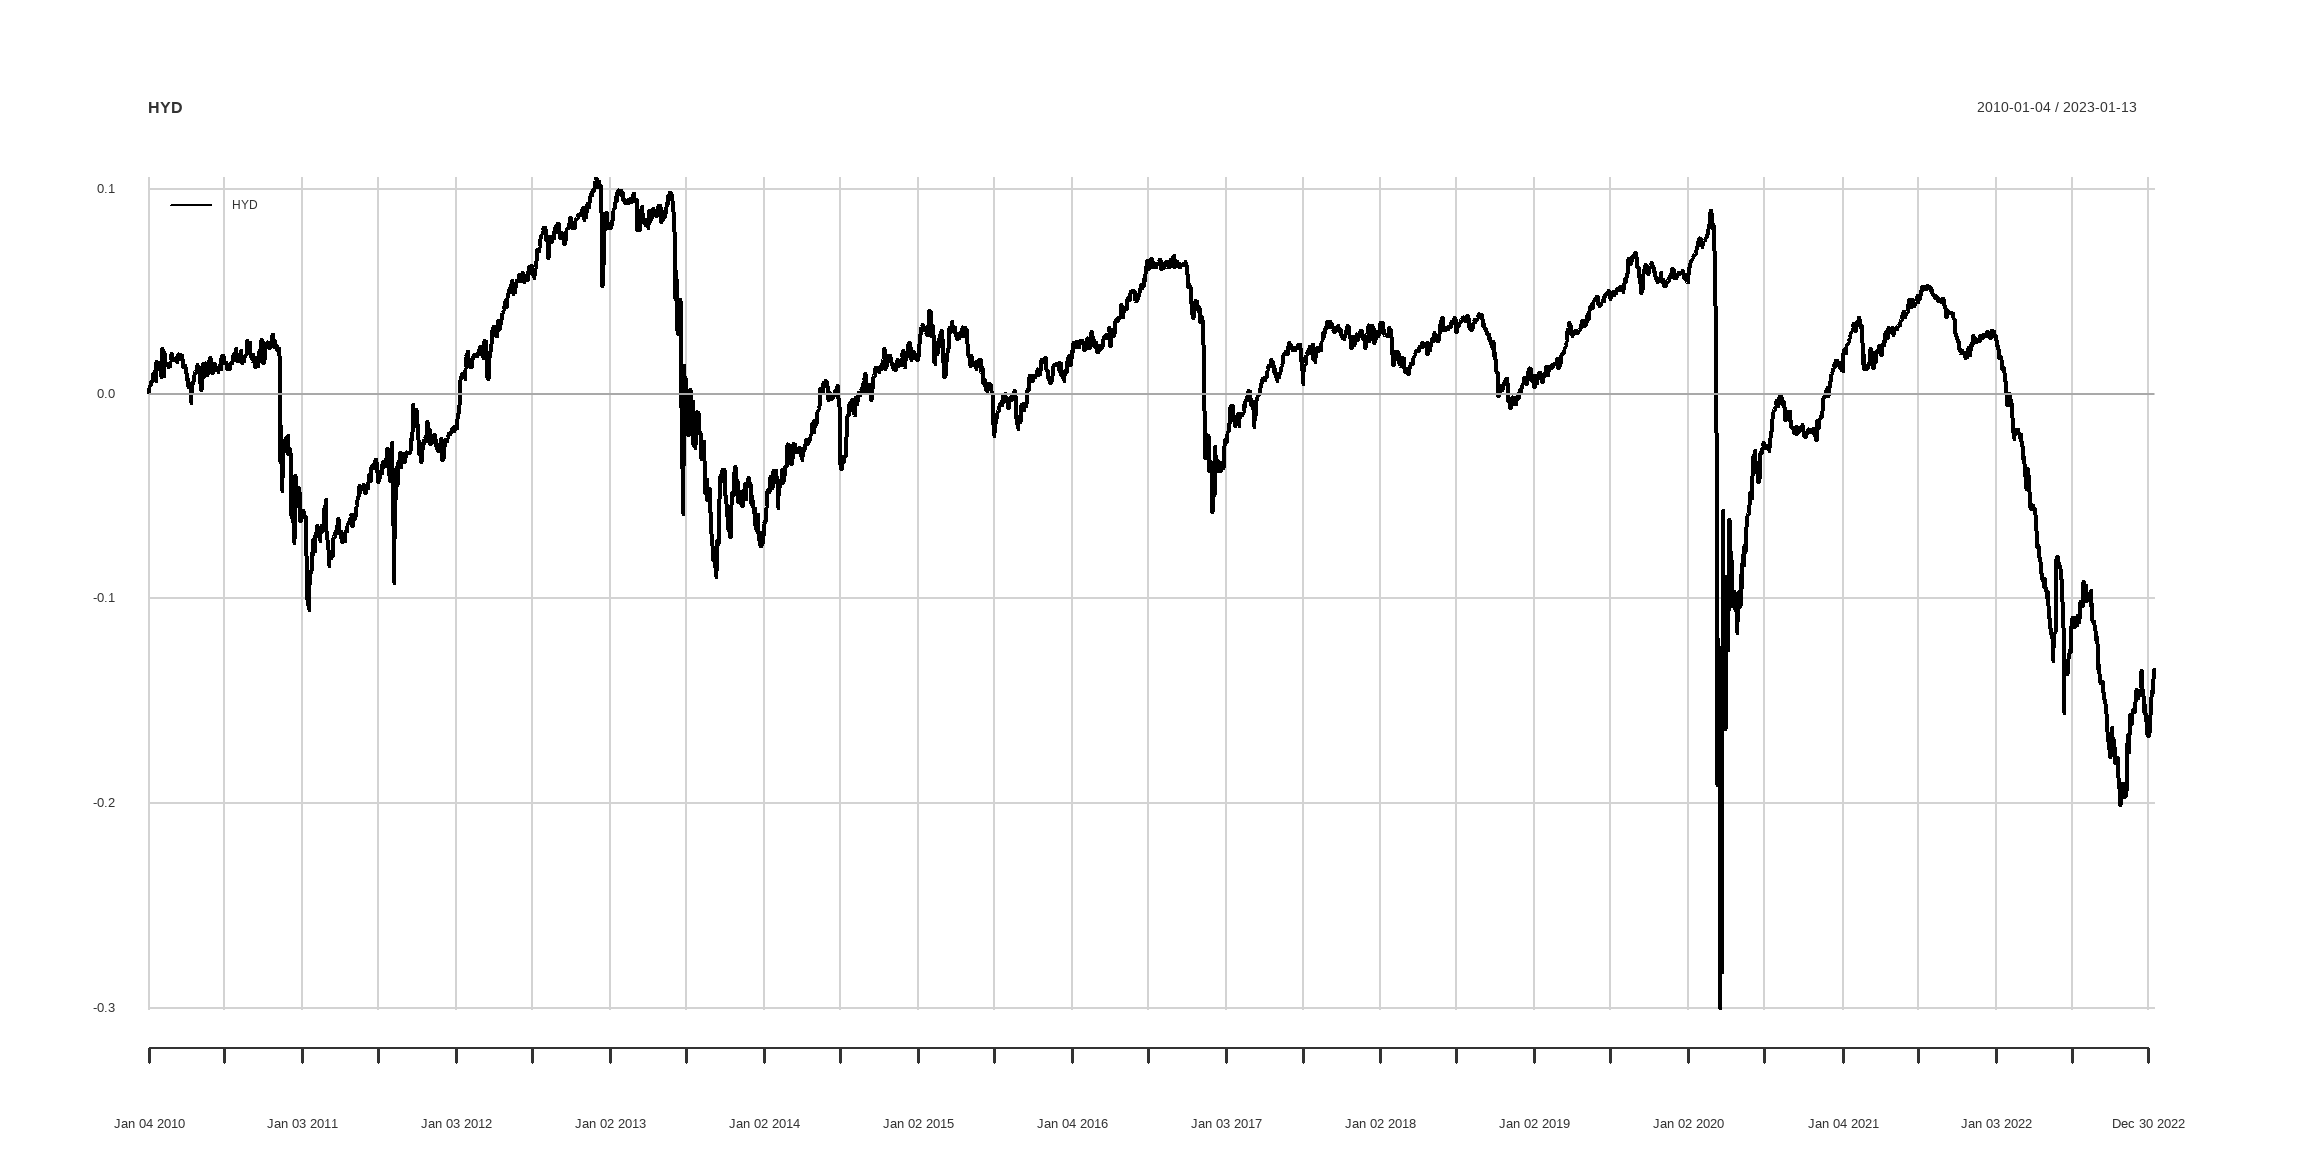 HYD
2010-01-04 / 2023-01-13
HYD
0.1
0.0
-0.1
-0.2
-0.3
Jan 04 2010
Jan 03 2011
Jan 03 2012
Jan 02 2013
Jan 02 2014
Jan 02 2015
Jan 04 2016
Jan 03 2017
Jan 02 2018
Jan 02 2019
Jan 02 2020
Jan 04 2021
Jan 03 2022
Dec 30 2022